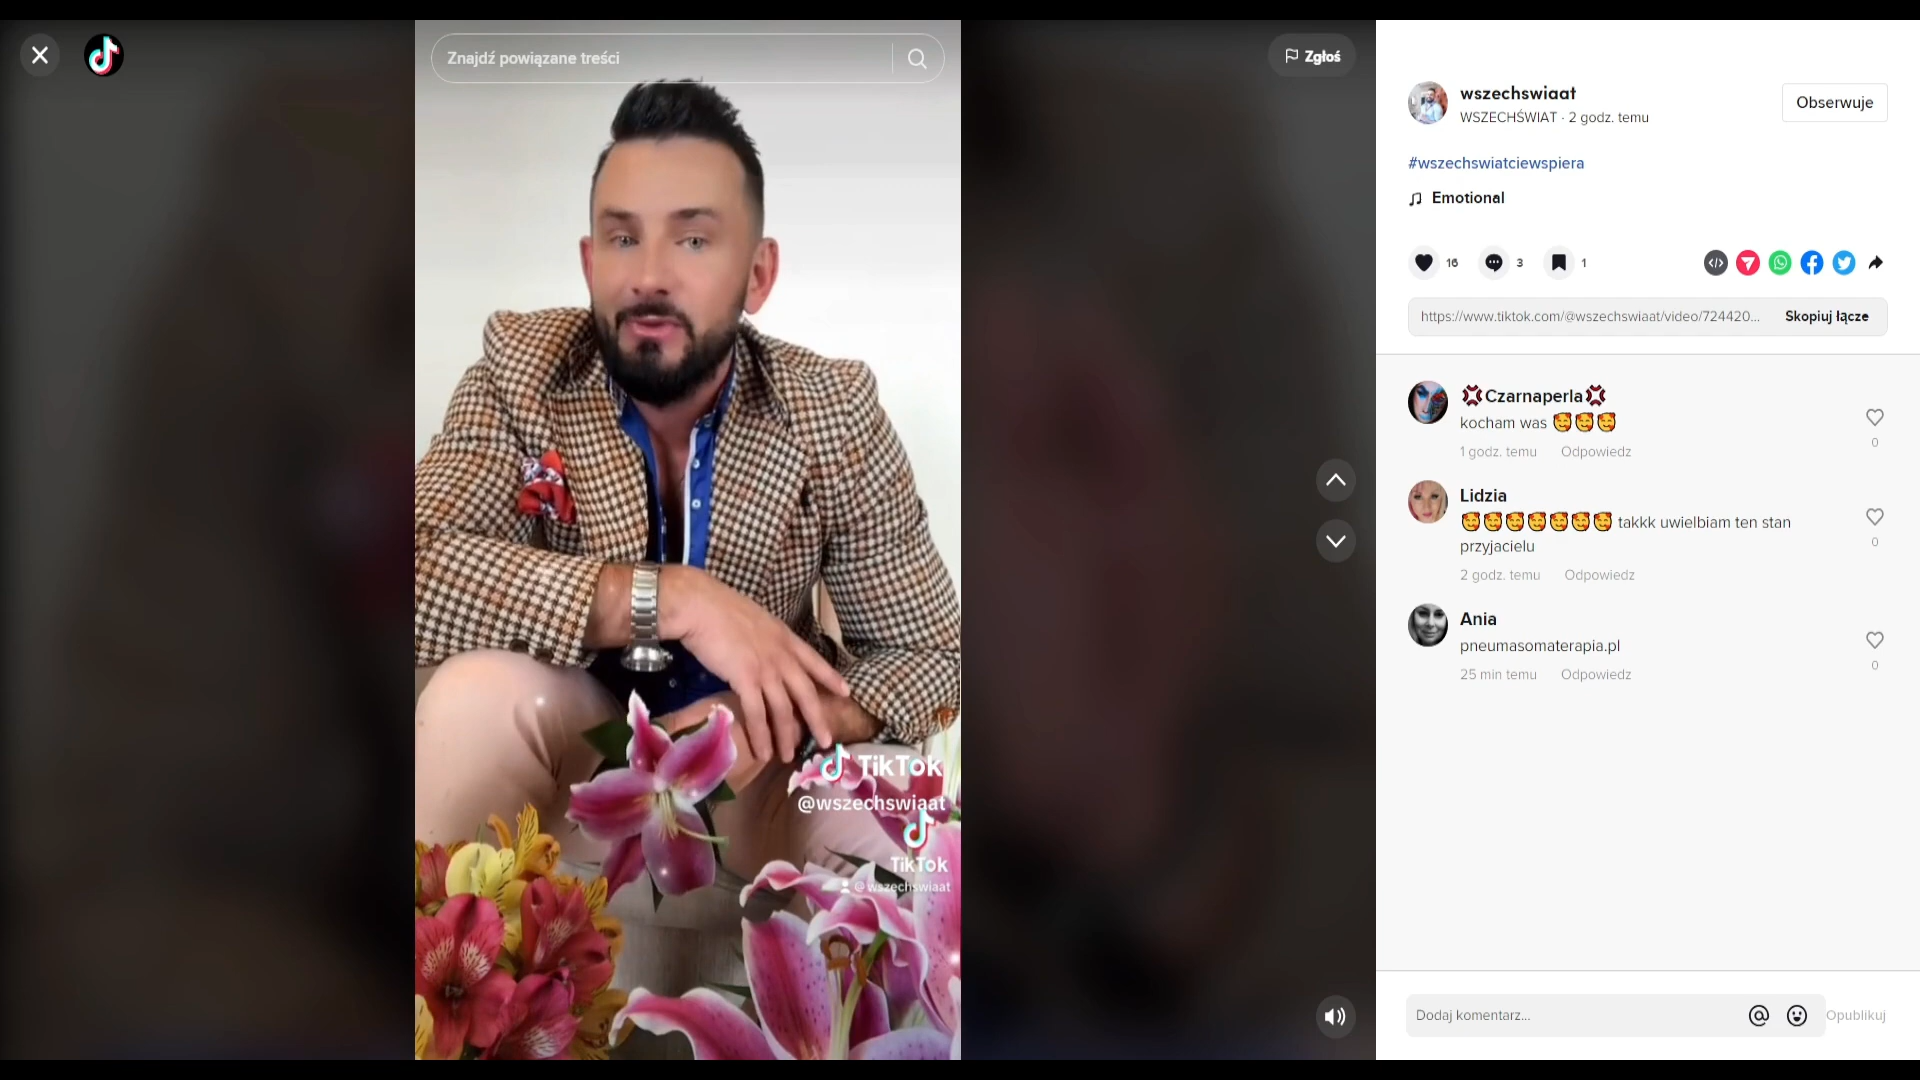 Znajdź powiązane treści
Zgłoś
TikTok
@wszechswiaat
TikTok
@wszechswiaat
wszechswiaat
WSZECHŚWIAT · 2 godz. temu
Obserwuje
#wszechswiatciewspiera
Emotional
16
3
1
https://www.tiktok.com/@wszechswiaat/video/724420...
Skopiuj łącze
💢Czarnaperla💢
kocham was 🥰🥰🥰
1 godz. temu
Odpowiedz
0
Lidzia
🥰🥰🥰🥰🥰🥰🥰 takkk uwielbiam ten stan
przyjacielu
2 godz. temu
Odpowiedz
0
Ania
pneumasomaterapia.pl
25 min temu
Odpowiedz
0
Dodaj komentarz...
Opublikuj